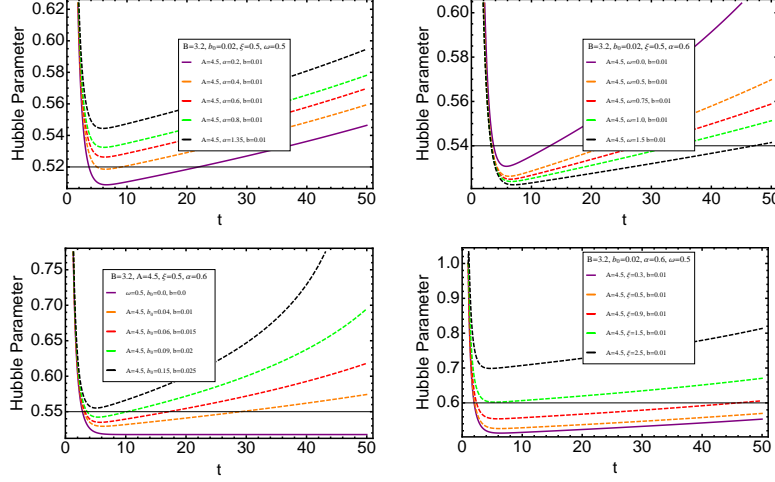 B=3.2, b₀=0.02, ξ=0.5, ω=0.5
A=4.5, α=0.2, b=0.01
A=4.5, α=0.4, b=0.01
A=4.5, α=0.6, b=0.01
A=4.5, α=0.8, b=0.01
A=4.5, α=1.35, b=0.01
Hubble Parameter
0.62
0.60
0.58
0.56
0.54
0.52
0 10 20 30 40 50
t
B=3.2, b₀=0.02, ξ=0.5, α=0.6
A=4.5, ω=0.0, b=0.01
A=4.5, ω=0.5, b=0.01
A=4.5, ω=0.75, b=0.01
A=4.5, ω=1.0, b=0.01
A=4.5, ω=1.5, b=0.01
Hubble Parameter
0.60
0.58
0.56
0.54
0 10 20 30 40 50
t
B=3.2, A=4.5, ξ=0.5, α=0.6
ω=0.5, b₀=0.0, b=0.0
A=4.5, b₀=0.04, b=0.01
A=4.5, b₀=0.06, b=0.015
A=4.5, b₀=0.09, b=0.02
A=4.5, b₀=0.15, b=0.025
Hubble Parameter
0.75
0.70
0.65
0.60
0.55
0 10 20 30 40 50
t
B=3.2, b₀=0.02, α=0.6, ω=0.5
A=4.5, ξ=0.3, b=0.01
A=4.5, ξ=0.5, b=0.01
A=4.5, ξ=0.9, b=0.01
A=4.5, ξ=1.5, b=0.01
A=4.5, ξ=2.5, b=0.01
Hubble Parameter
1.0
0.9
0.8
0.7
0.6
0 10 20 30 40 50
t